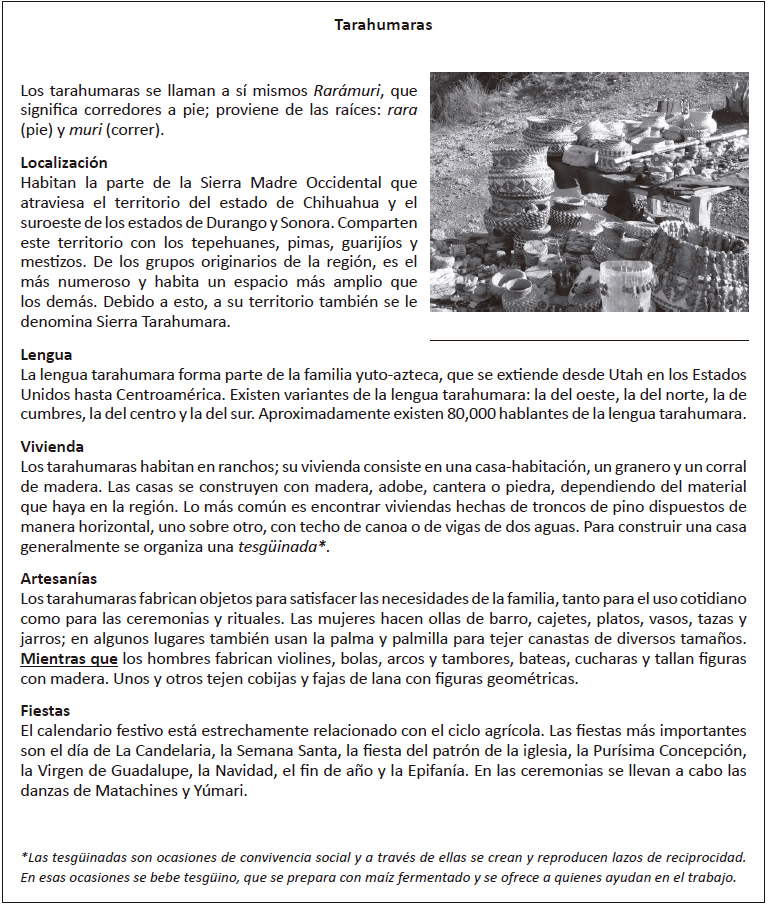 Tarahumaras
Los tarahumaras se llaman a sí mismos Rarámuri, que
significa corredores a pie; proviene de las raíces: rara
(pie) y muri (correr).
Localización
Habitan la parte de la Sierra Madre Occidental que
atraviesa el territorio del estado de Chihuahua y el
suroeste de los estados de Durango y Sonora. Comparten
este territorio con los tepehuanes, pimas, guarijíos y
mestizos. De los grupos originarios de la región, es el
más numeroso y habita un espacio más amplio que
los demás. Debido a esto, a su territorio también se le
denomina Sierra Tarahumara.
Lengua
La lengua tarahumara forma parte de la familia yuto-azteca, que se extiende desde Utah en los Estados
Unidos hasta Centroamérica. Existen variantes de la lengua tarahumara: la del oeste, la del norte, la de
cumbres, la del centro y la del sur. Aproximadamente existen 80,000 hablantes de la lengua tarahumara.
Vivienda
Los tarahumaras habitan en ranchos; su vivienda consiste en una casa-habitación, un granero y un corral
de madera. Las casas se construyen con madera, adobe, cantera o piedra, dependiendo del material
que haya en la región. Lo más común es encontrar viviendas hechas de troncos de pino dispuestos de
manera horizontal, uno sobre otro, con techo de canoa o de vigas de dos aguas. Para construir una casa
generalmente se organiza una tesgüinada*.
Artesanías
Los tarahumaras fabrican objetos para satisfacer las necesidades de la familia, tanto para el uso cotidiano
como para las ceremonias y rituales. Las mujeres hacen ollas de barro, cajetes, platos, vasos, tazas y
jarros; en algunos lugares también usan la palma y palmilla para tejer canastas de diversos tamaños.
Mientras que los hombres fabrican violines, bolas, arcos y tambores, bateas, cucharas y tallan figuras
con madera. Unos y otros tejen cobijas y fajas de lana con figuras geométricas.
Fiestas
El calendario festivo está estrechamente relacionado con el ciclo agrícola. Las fiestas más importantes
son el día de La Candelaria, la Semana Santa, la fiesta del patrón de la iglesia, la Purísima Concepción,
la Virgen de Guadalupe, la Navidad, el fin de año y la Epifanía. En las ceremonias se llevan a cabo las
danzas de Matachines y Yúmari.
*Las tesgüinadas son ocasiones de convivencia social y a través de ellas se crean y reproducen lazos de reciprocidad.
En esas ocasiones se bebe tesgüino, que se prepara con maíz fermentado y se ofrece a quienes ayudan en el trabajo.